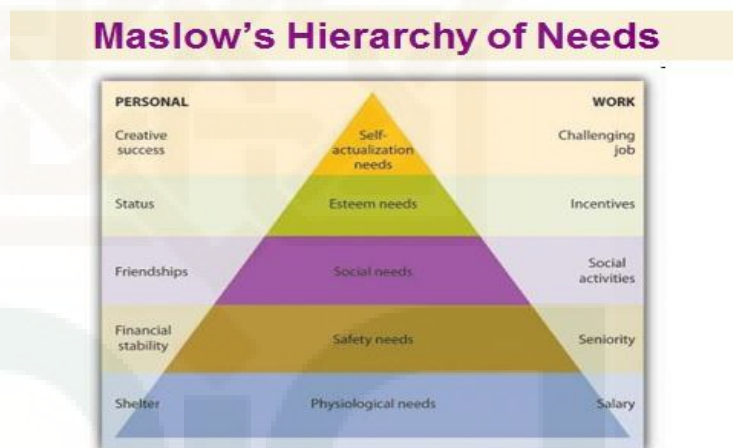 Maslow's Hierarchy of Needs
PERSONAL
WORK
Creative
success
Self-
actualization
needs
Challenging
job
Status
Esteem needs
Incentives
Friendships
Social needs
Social
activities
Financial
stability
Safety needs
Seniority
Shelter
Physiological needs
Salary